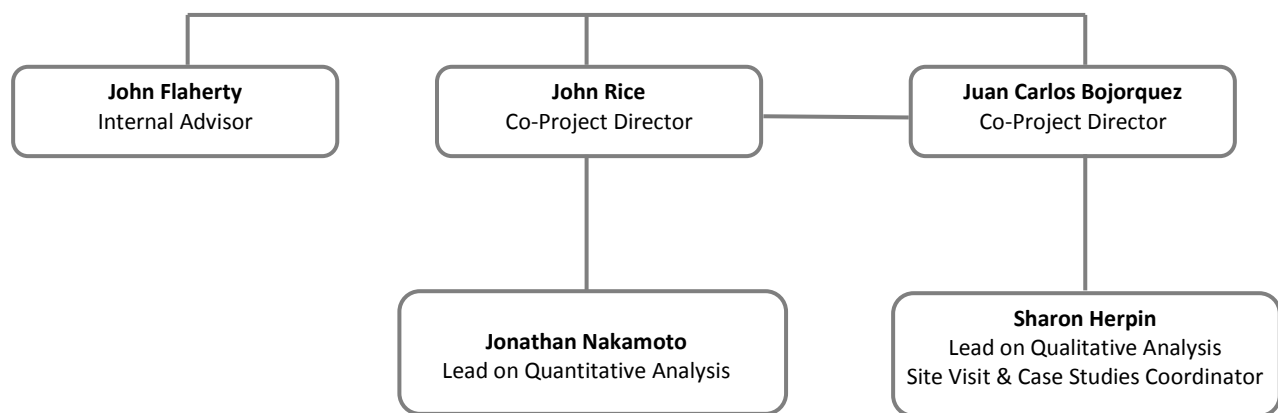 John Flaherty
Internal Advisor
John Rice
Co-Project Director
Juan Carlos Bojorquez
Co-Project Director
Jonathan Nakamoto
Lead on Quantitative Analysis
Sharon Herpin
Lead on Qualitative Analysis
Site Visit & Case Studies Coordinator